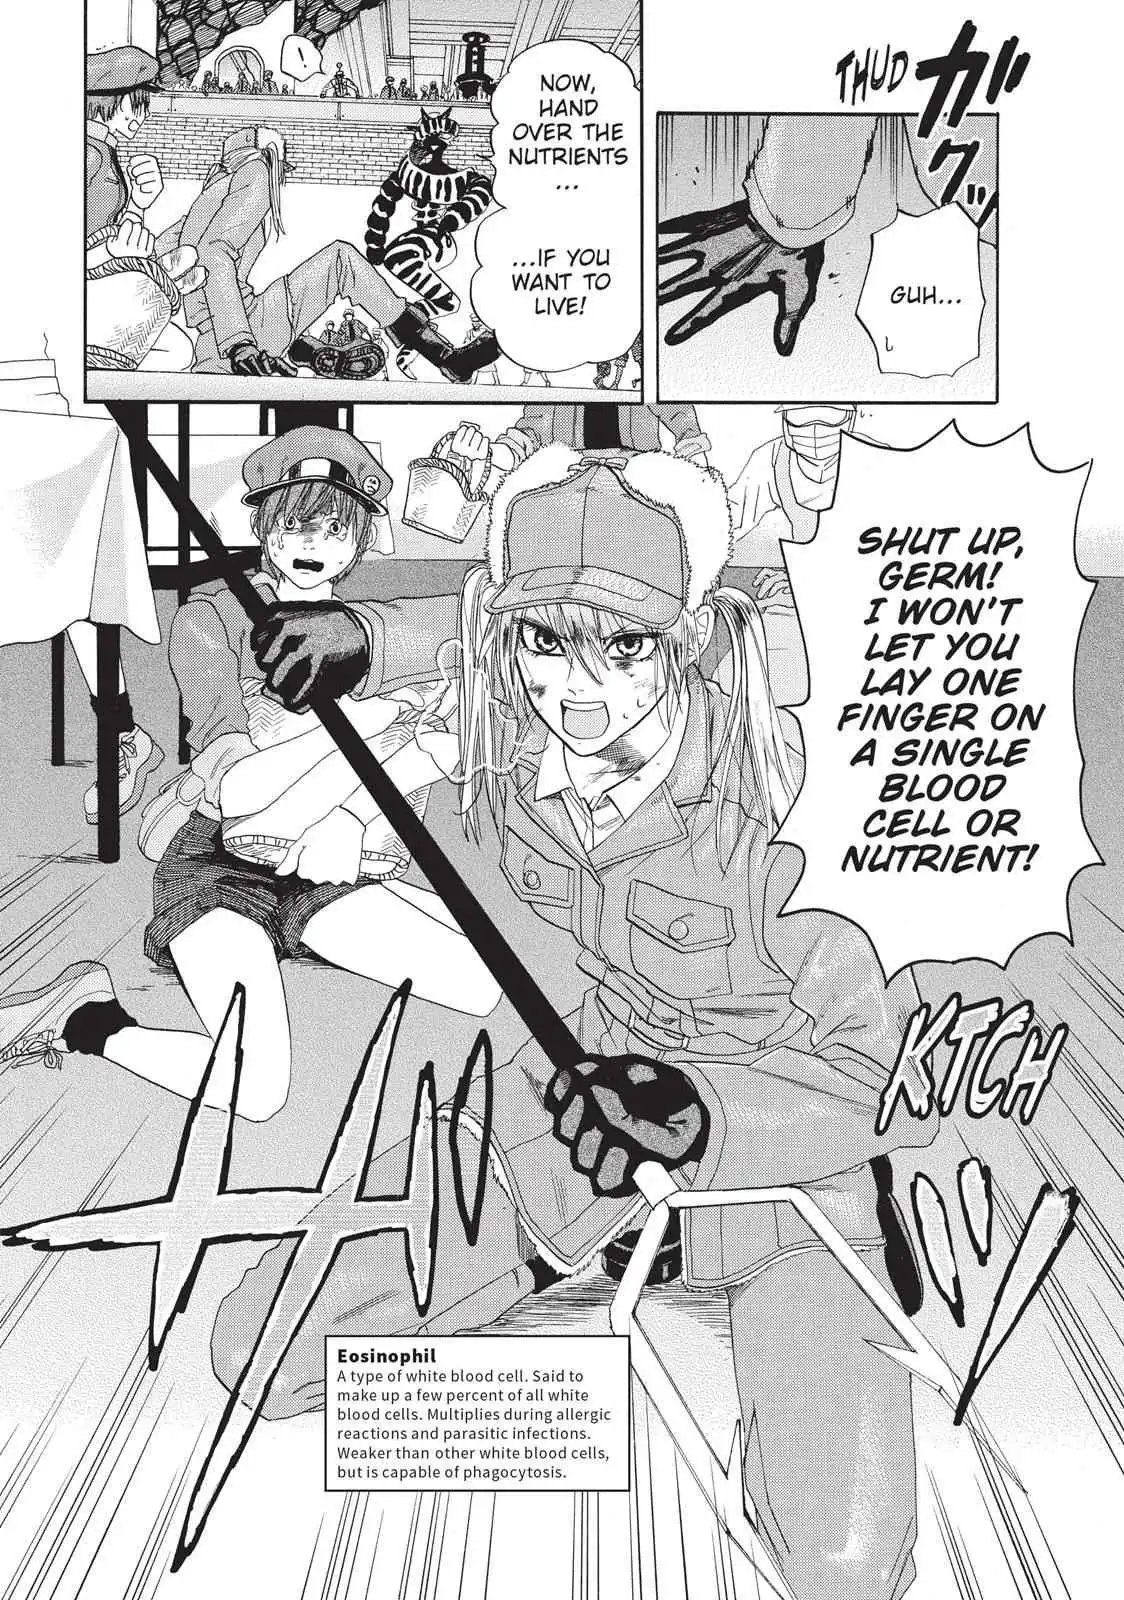 THUD
ガ
クッ
GUH...
!
NOW,
HAND
OVER THE
NUTRIENTS
...
...IF YOU
WANT TO
LIVE!
SHUT UP,
GERM!
I WON'T
LET YOU
LAY ONE
FINGER ON
A SINGLE
BLOOD
CELL OR
NUTRIENT!
KTCH
ザッ
Eosinophil
A type of white blood cell. Said to
make up a few percent of all white
blood cells. Multiplies during allergic
reactions and parasitic infections.
Weaker than other white blood cells,
but is capable of phagocytosis.